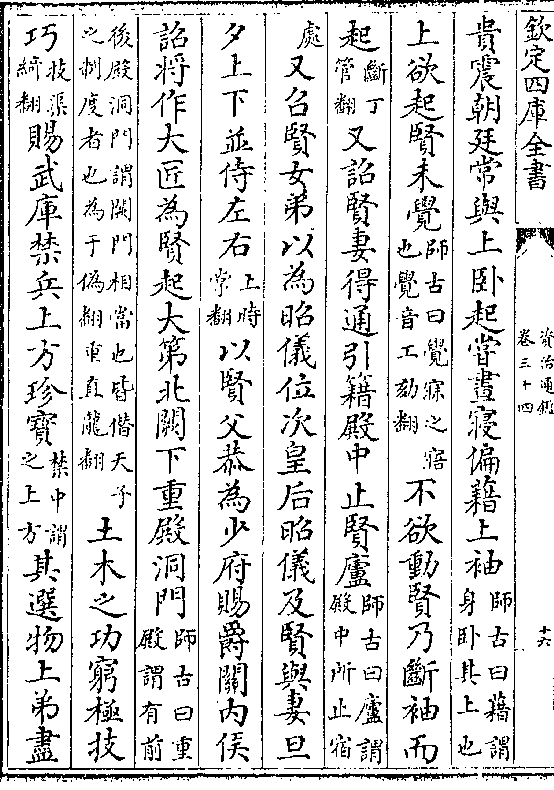 欽定四庫全書
資治通鑑
卷三十四
十六
貴震朝廷常與上卧起嘗晝寢偏藉上袖師古曰藉謂身卧其上也
上欲起賢未覺師古曰覺寐之寤也覺音工效翻不欲動賢乃斷袖而
起斷丁管翻又詔賢妻得通引籍殿中止賢廬師古曰廬謂殿中所止宿
處又召賢女弟以為昭儀位次皇后昭儀及賢與妻旦
夕上下並侍左右上時掌翻以賢父恭為少府賜爵關内侯
詔將作大匠為賢起大第北闕下重殿洞門師古曰重殿謂有前
後殿洞門謂門門相當也皆僭天子之制度者也為于偽翻重直龍翻土木之功窮極技
巧技渠綺翻賜武庫禁兵上方珍寶禁中謂之上方其選物上弟盡